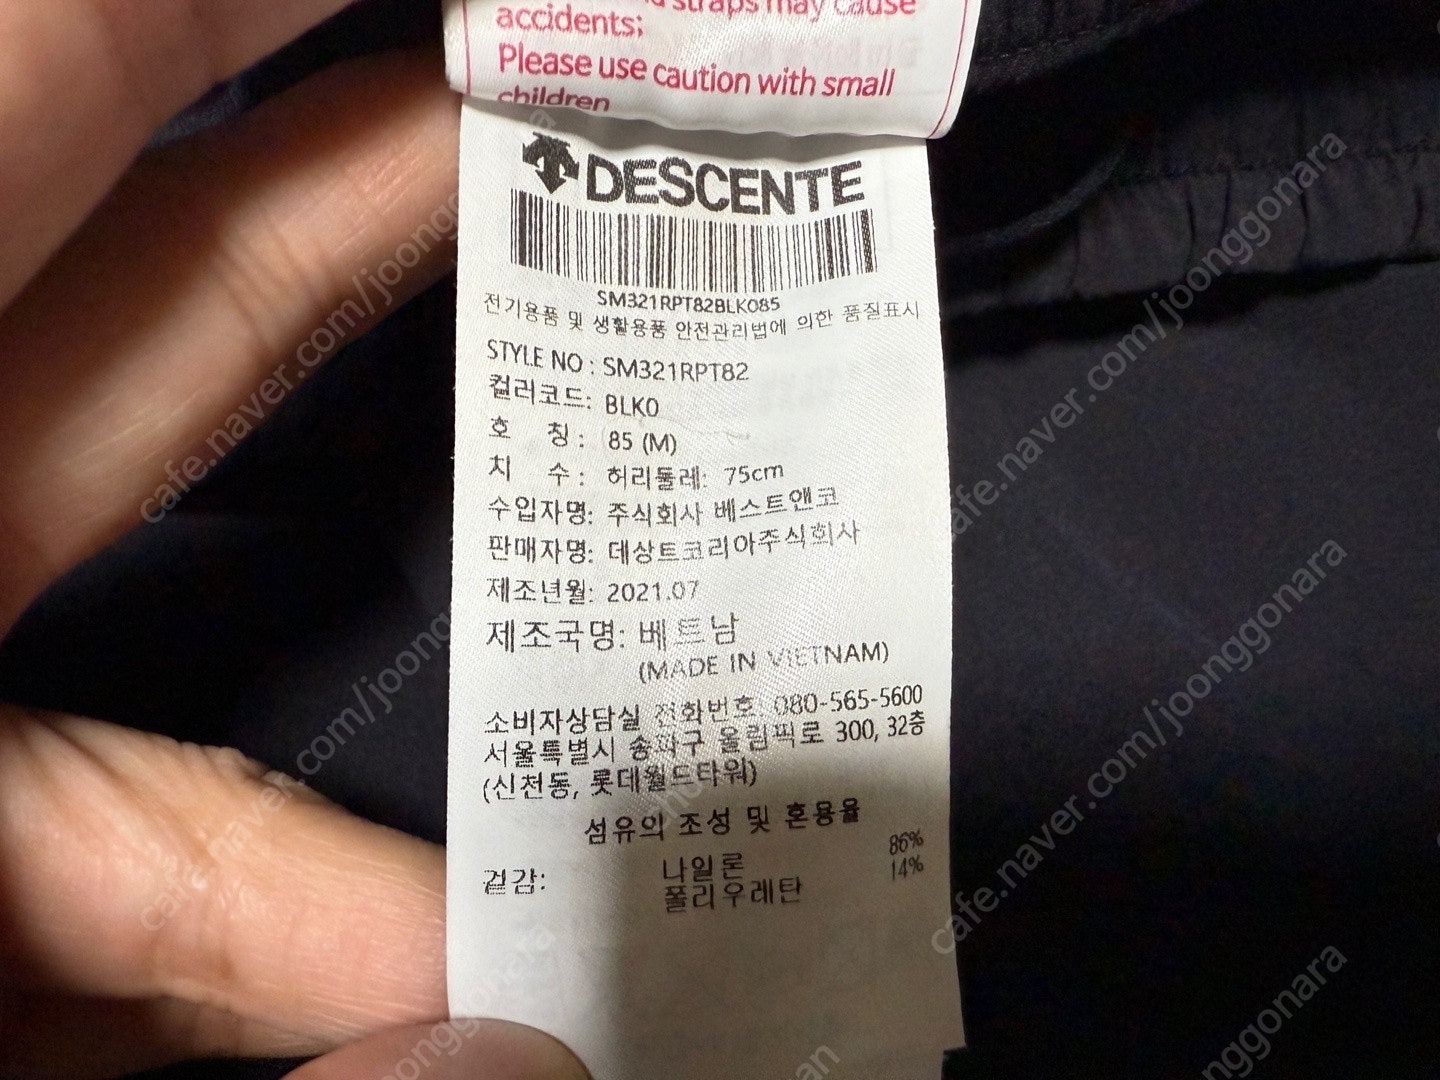 straps may cause
accidents;
Please use caution with small
children
DESCENTE
SM321RPT82BLK085
전기용품 및 생활용품 안전관리법에 의한 품질표시
STYLE NO : SM321RPT82
컬러코드: BLK0
호 칭 : 85 (M)
치 수 : 허리둘레: 75cm
수입자명: 주식회사 베스트앤코
판매자명: 데상트코리아주식회사
제조년월: 2021.07
제조국명: 베트남
(MADE IN VIETNAM)
소비자상담실 전화번호 080-565-5600
서울특별시 송파구 올림픽로 300, 32층
(신천동, 롯데월드타워)
섬유의 조성 및 혼용율
겉감: 나일론 86%
폴리우레탄 14%
cafe.naver.com/joonggonara
cafe.naver.com/joonggonara
cafe.naver.com/joonggonara
cafe.naver.com/joonggonara